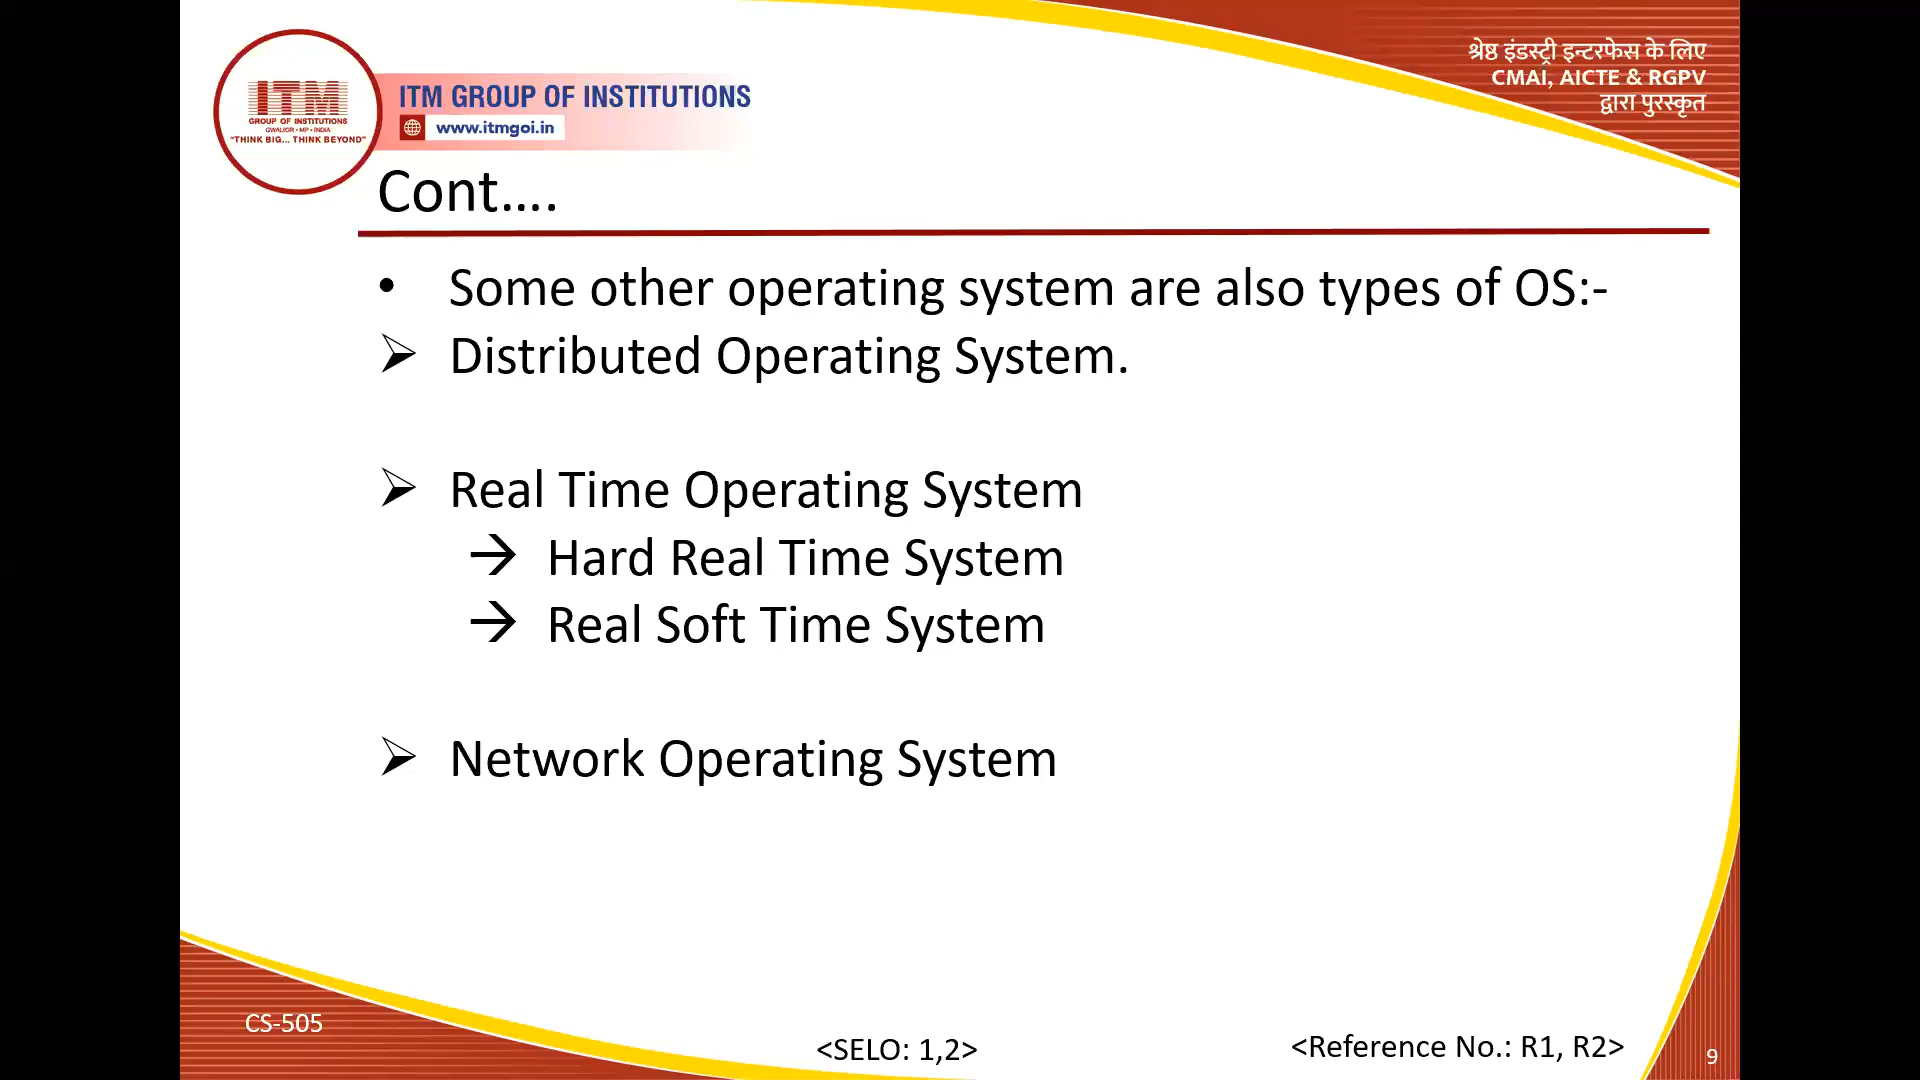 ITM
GROUP OF INSTITUTIONS
GWALIOR • MP • INDIA
"THINK BIG... THINK BEYOND"
ITM GROUP OF INSTITUTIONS
www.itmgoi.in
श्रेष्ठ इंडस्ट्री इन्टरफेस के लिए
CMAI, AICTE & RGPV
द्वारा पुरस्कृत
Cont....
• Some other operating system are also types of OS:-
➢ Distributed Operating System.
➢ Real Time Operating System
→ Hard Real Time System
→ Real Soft Time System
➢ Network Operating System
CS-505
<SELO: 1,2>
<Reference No.: R1, R2>
9